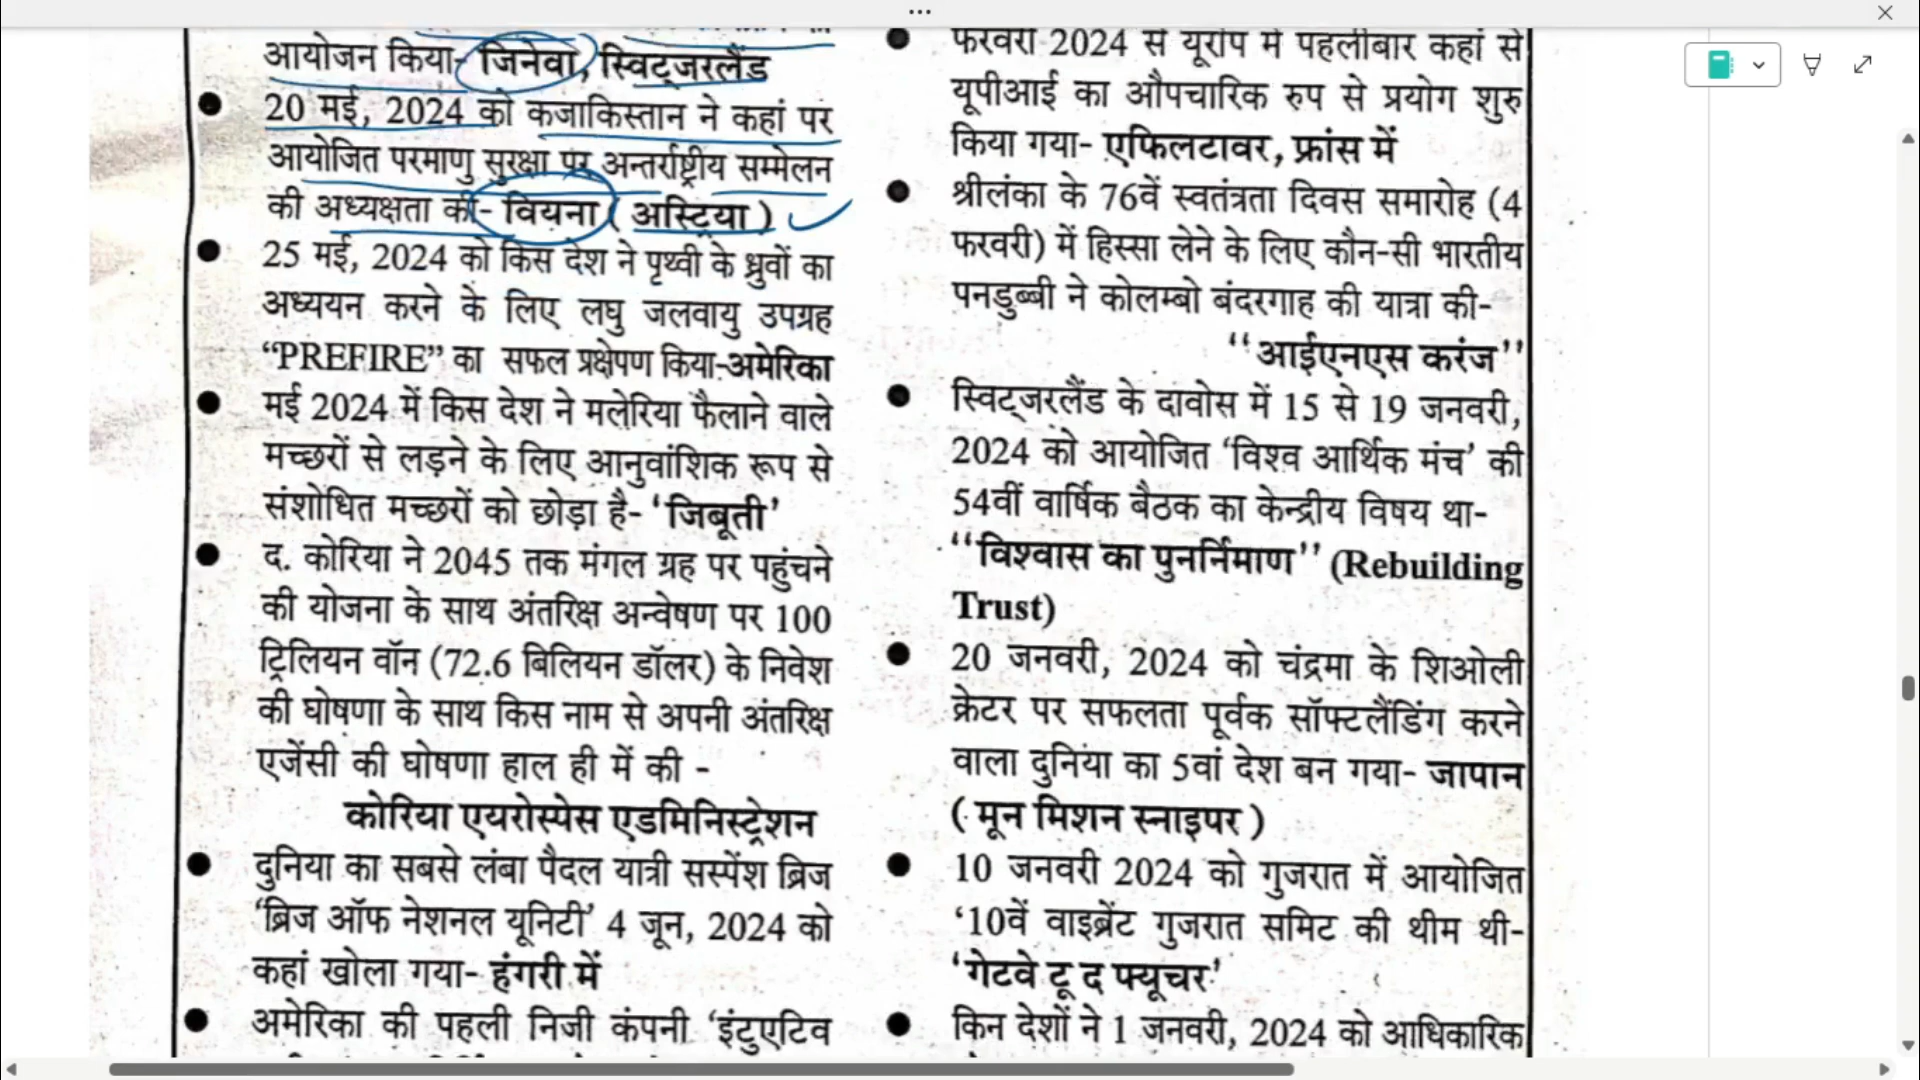 आयोजन किया- जिनेवा, स्विट्जरलैंड
● 20 मई, 2024 को कजाकिस्तान ने कहां पर
आयोजित परमाणु सुरक्षा पर अन्तर्राष्ट्रीय सम्मेलन
की अध्यक्षता की- वियना ( अस्ट्रिया )
● 25 मई, 2024 को किस देश ने पृथ्वी के ध्रुवों का
अध्ययन करने के लिए लघु जलवायु उपग्रह
“PREFIRE” का सफल प्रक्षेपण किया-अमेरिका
● मई 2024 में किस देश ने मलेरिया फैलाने वाले
मच्छरों से लड़ने के लिए आनुवांशिक रूप से
संशोधित मच्छरों को छोड़ा है- ‘जिबूती’
● द. कोरिया ने 2045 तक मंगल ग्रह पर पहुंचने
की योजना के साथ अंतरिक्ष अन्वेषण पर 100
ट्रिलियन वॉन (72.6 बिलियन डॉलर) के निवेश
की घोषणा के साथ किस नाम से अपनी अंतरिक्ष
एजेंसी की घोषणा हाल ही में की -
कोरिया एयरोस्पेस एडमिनिस्ट्रेशन
● दुनिया का सबसे लंबा पैदल यात्री सस्पेंश ब्रिज
‘ब्रिज ऑफ नेशनल यूनिटी’ 4 जून, 2024 को
कहां खोला गया- हंगरी में
● अमेरिका की पहली निजी कंपनी ‘इंटुएटिव
● फरवरी 2024 से यूरोप में पहलीबार कहां से
यूपीआई का औपचारिक रुप से प्रयोग शुरु
किया गया- एफिलटावर, फ्रांस में
● श्रीलंका के 76वें स्वतंत्रता दिवस समारोह (4
फरवरी) में हिस्सा लेने के लिए कौन-सी भारतीय
पनडुब्बी ने कोलम्बो बंदरगाह की यात्रा की-
‘‘आईएनएस करंज’’
● स्विट्जरलैंड के दावोस में 15 से 19 जनवरी,
2024 को आयोजित ‘विश्व आर्थिक मंच’ की
54वीं वार्षिक बैठक का केन्द्रीय विषय था-
‘‘विश्वास का पुनर्निमाण’’ (Rebuilding
Trust)
● 20 जनवरी, 2024 को चंद्रमा के शिओली
क्रेटर पर सफलता पूर्वक सॉफ्टलैंडिंग करने
वाला दुनिया का 5वां देश बन गया- जापान
( मून मिशन स्नाइपर )
● 10 जनवरी 2024 को गुजरात में आयोजित
‘10वें वाइब्रेंट गुजरात समिट की थीम थी-
‘गेटवे टू द फ्यूचर’
● किन देशों ने 1 जनवरी, 2024 को आधिकारिक